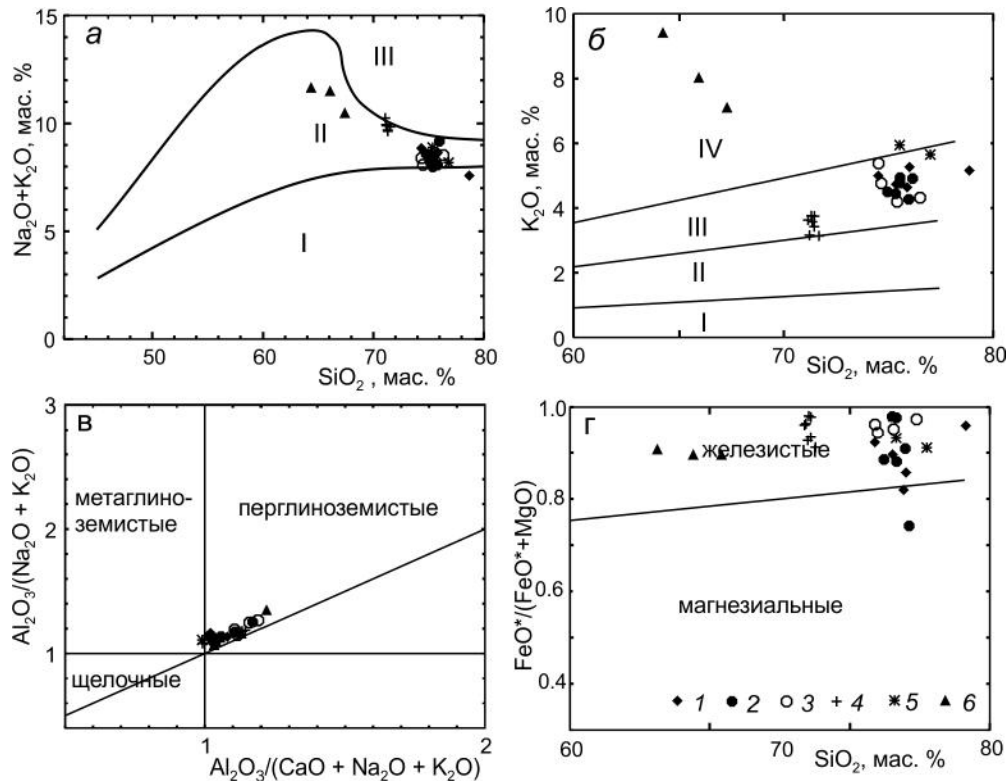 а
15
10
5
0
Na₂O+K₂O, мас. %
III
II
I
50
60
70
80
SiO₂ , мас. %
б
10
8
6
4
2
0
K₂O, мас. %
IV
III
II
I
60
70
80
SiO₂, мас. %
в
3
2
1
Al₂O₃/(Na₂O + K₂O)
метаглино-
земистые
перглиноземистые
щелочные
1
2
Al₂O₃/(CaO + Na₂O + K₂O)
г
1.0
0.8
0.6
0.4
FeO*/(FeO*+MgO)
железистые
магнезиальные
1 2 3 4 5 6
60
70
80
SiO₂, мас. %